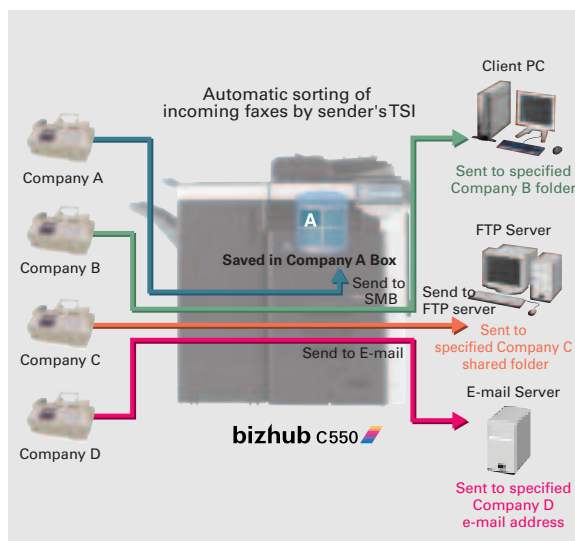 Client PC
Automatic sorting of
incoming faxes by sender's TSI
Company A
Sent to specified
Company B folder
A
Saved in Company A Box
FTP Server
Company B
Send to
SMB
Send to
FTP server
Company C
Send to E-mail
Sent to
specified Company C
shared folder
E-mail Server
bizhub C550
Company D
Sent to specified
Company D
e-mail address